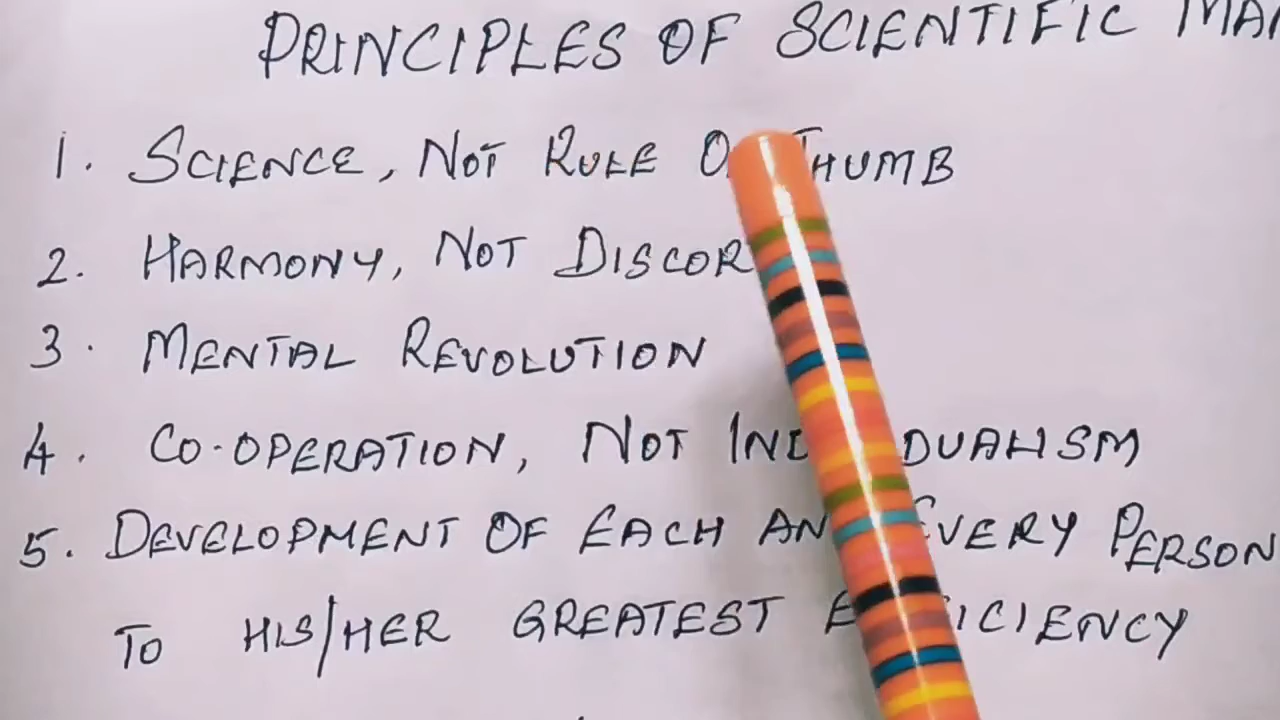 PRINCIPLES OF SCIENTIFIC
1. SCIENCE, NOT RULE THUMB
2. HARMONY, NOT
3. MENTAL REVOLUTION
4. CO-OPERATION, NOT
5. DEVELOPMENT OF EACH EVERY PERSON
TO HIS/HER GREATEST